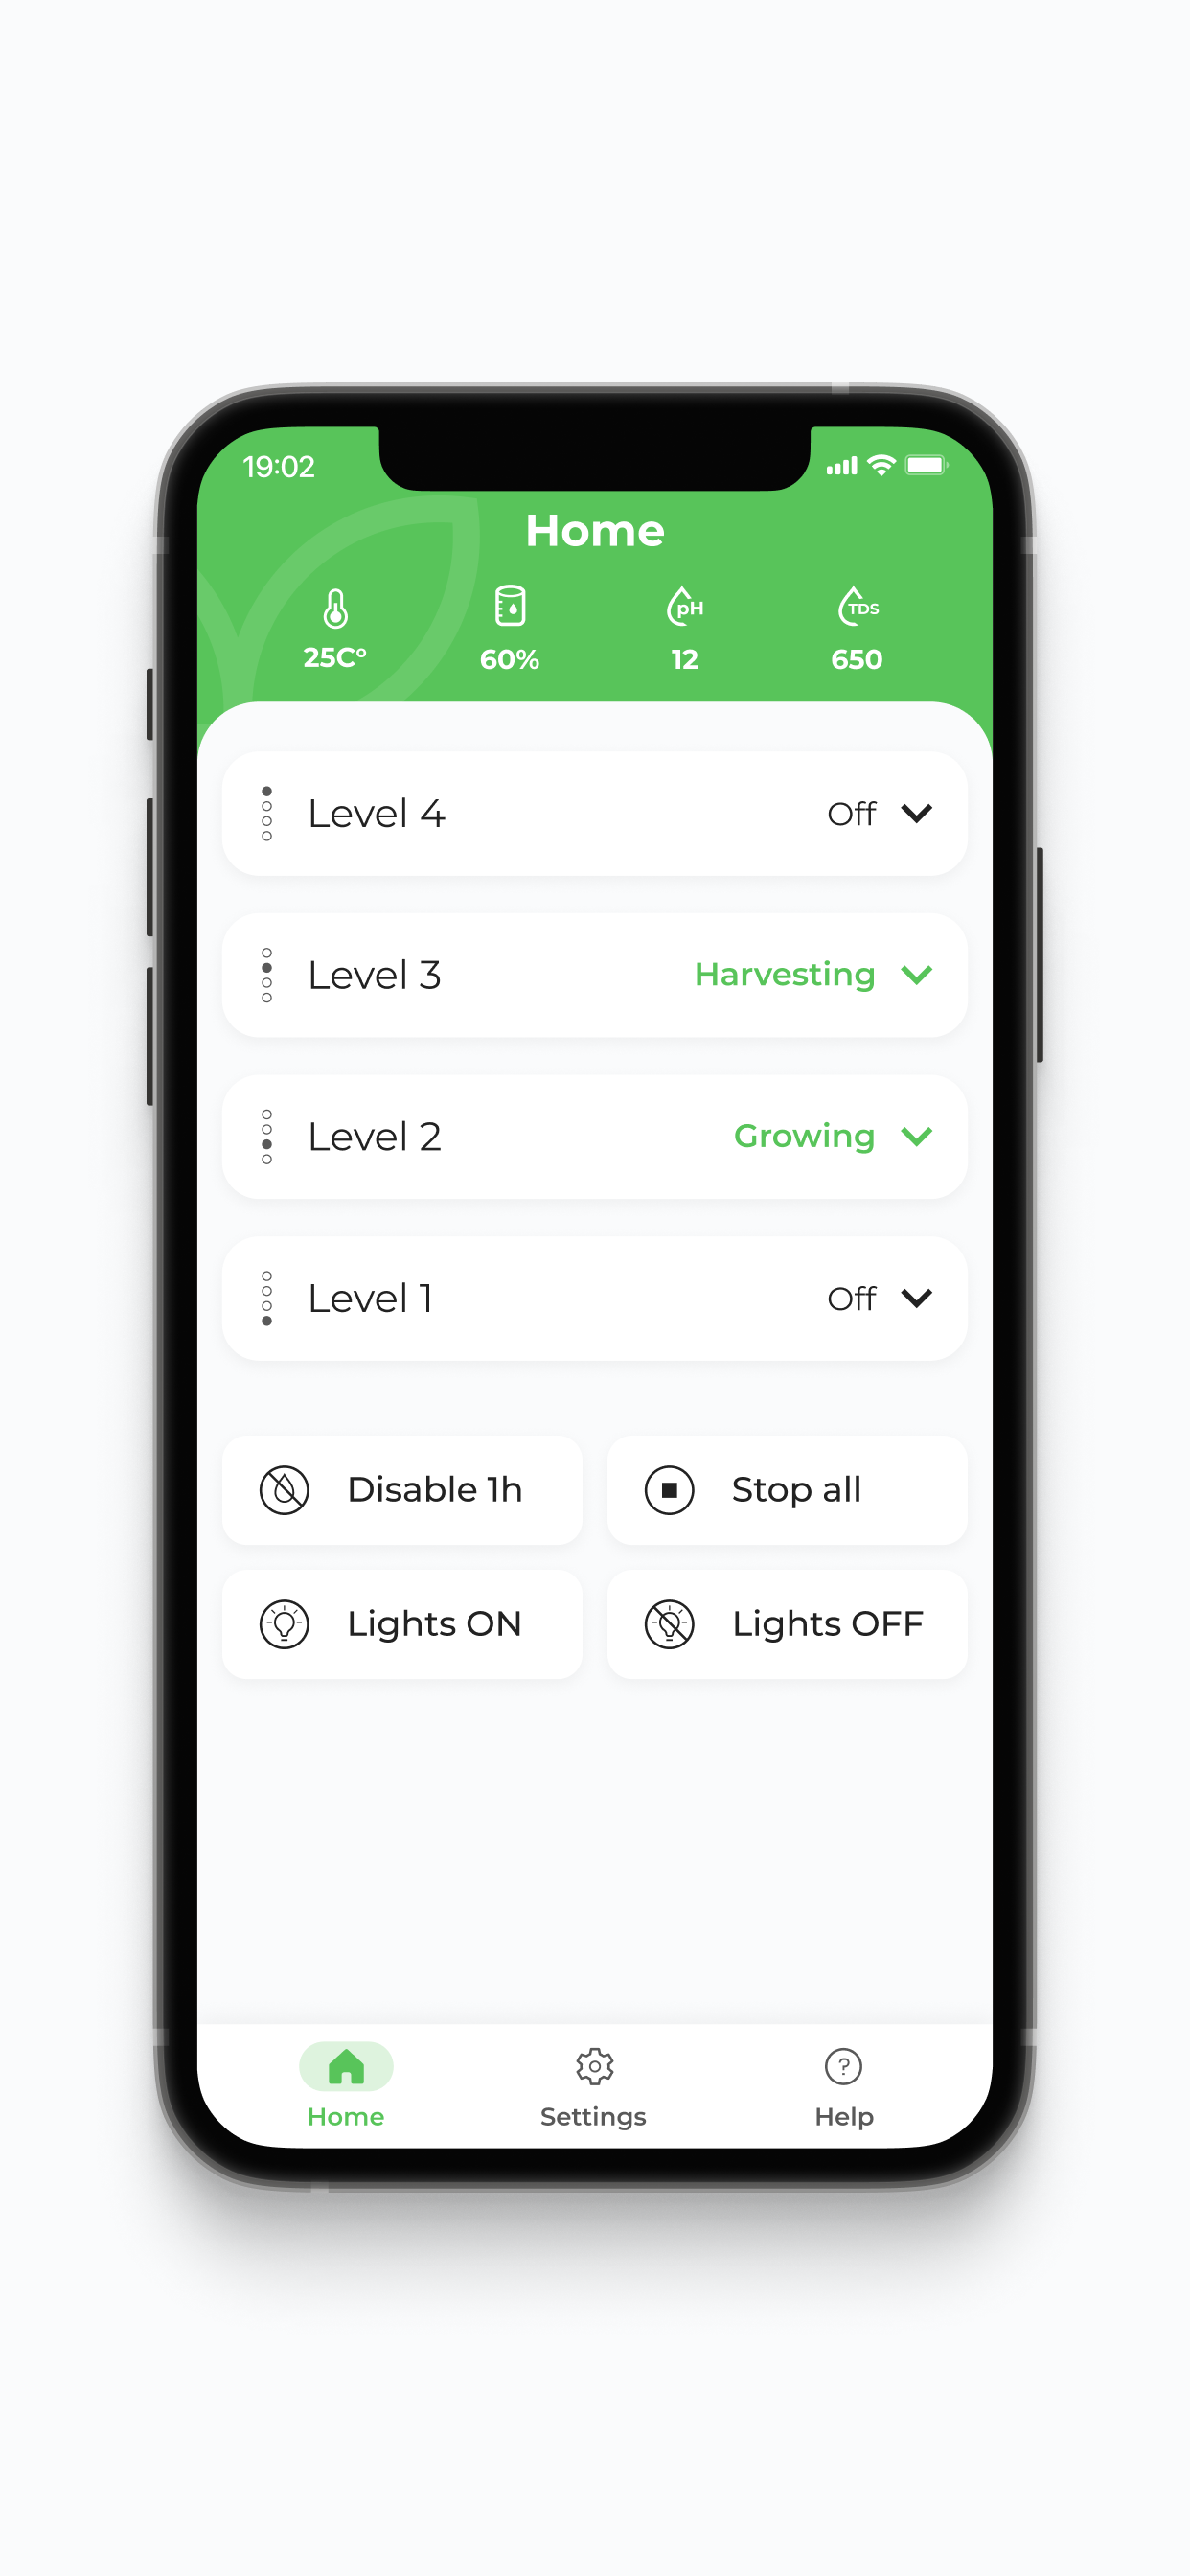 19:02
Home
pH
TDS
25C°
60%
12
650
Level 4
Off
Level 3
Harvesting
Level 2
Growing
Level 1
Off
Disable 1h
Stop all
Lights ON
Lights OFF
?
Home
Settings
Help